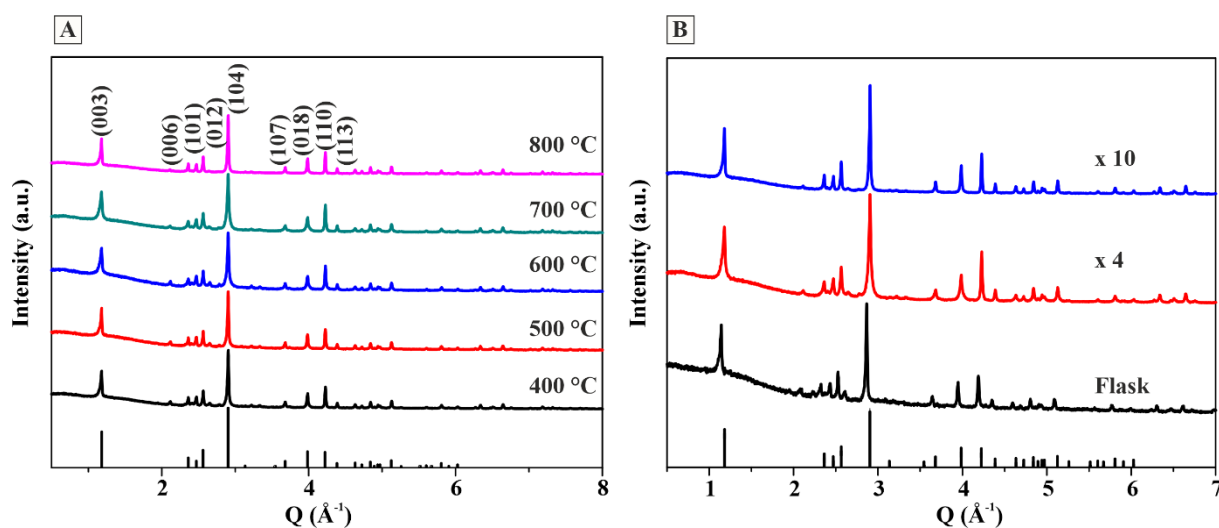 A
(003)
(006)
(101)
(012)
(104)
(107)
(018)
(110)
(113)
800 °C
700 °C
600 °C
500 °C
400 °C
Intensity (a.u.)
2 4 6 8
Q (Å-1)
B
x 10
x 4
Flask
Intensity (a.u.)
1 2 3 4 5 6 7
Q (Å-1)